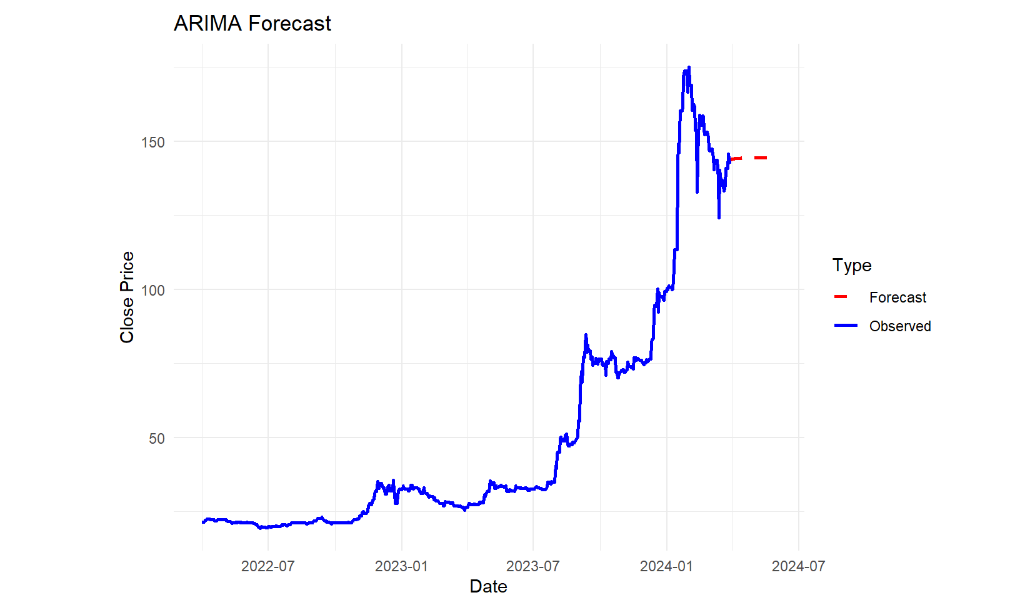 ARIMA Forecast
Close Price
150
100
50
2022-07
2023-01
2023-07
2024-01
2024-07
Date
Type
Forecast
Observed